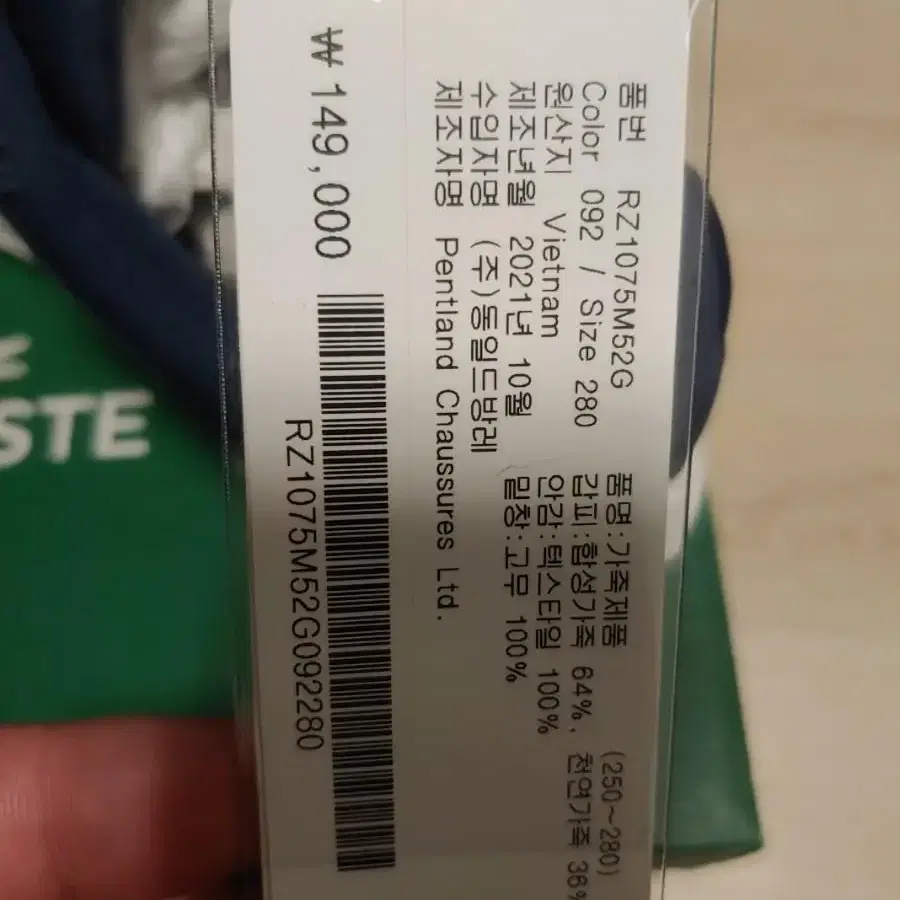 품번 RZ1075M52G
Color 092 / Size 280
원산지 Vietnam
제조년월 2021년 10월
수입자명 (주)동일드방레
제조자명 Pentland Chaussures Ltd.
품명:가죽제품 (250~280)
갑피:합성가죽 64%, 천연가죽 36%
안감:텍스타일 100%
밑창:고무 100%
₩ 149,000
RZ1075M52G092280
STE